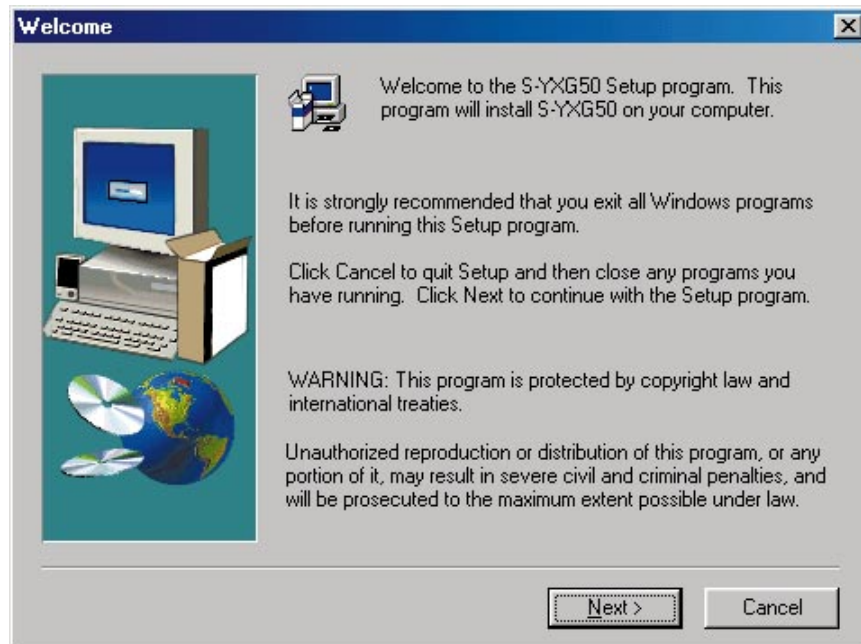 Welcome
Welcome to the S-YXG50 Setup program.  This
program will install S-YXG50 on your computer.
It is strongly recommended that you exit all Windows programs
before running this Setup program.
Click Cancel to quit Setup and then close any programs you
have running.  Click Next to continue with the Setup program.
WARNING: This program is protected by copyright law and
international treaties.
Unauthorized reproduction or distribution of this program, or any
portion of it, may result in severe civil and criminal penalties, and
will be prosecuted to the maximum extent possible under law.
Next >
Cancel